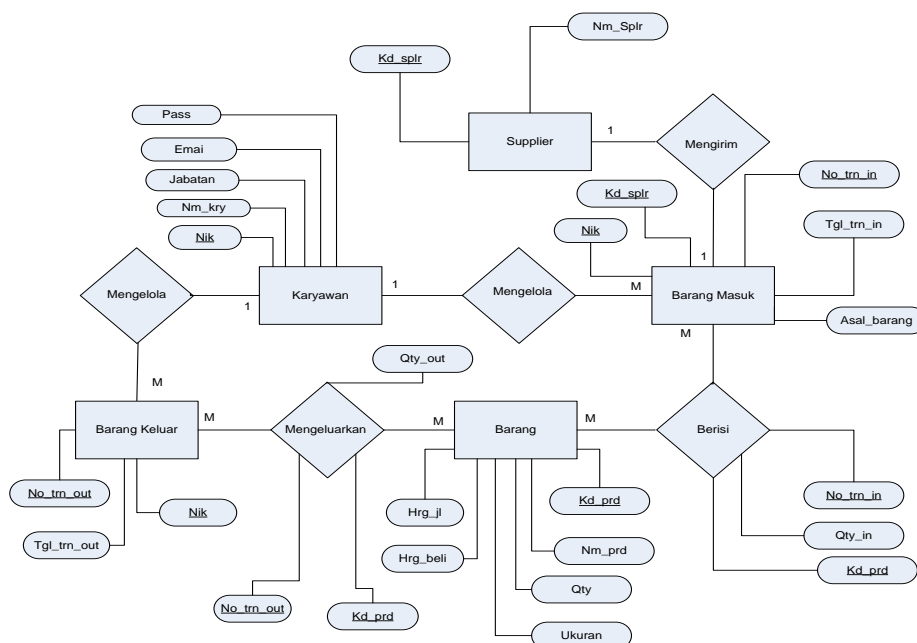 Nm_Splr
Kd_splr
Pass
Supplier
1
Mengirim
Emai
Jabatan
No_trn_in
Kd_splr
Nm_kry
Nik
Nik
Tgl_trn_in
1
Mengelola
1
Karyawan
1
Mengelola
M
Barang Masuk
Asal_barang
M
Qty_out
M
M
M
M
Barang Keluar
Mengeluarkan
Barang
Berisi
No_trn_out
Nik
Hrg_jl
Kd_prd
No_trn_in
Tgl_trn_out
Hrg_beli
Nm_prd
Qty_in
Kd_prd
Qty
No_trn_out
Kd_prd
Ukuran